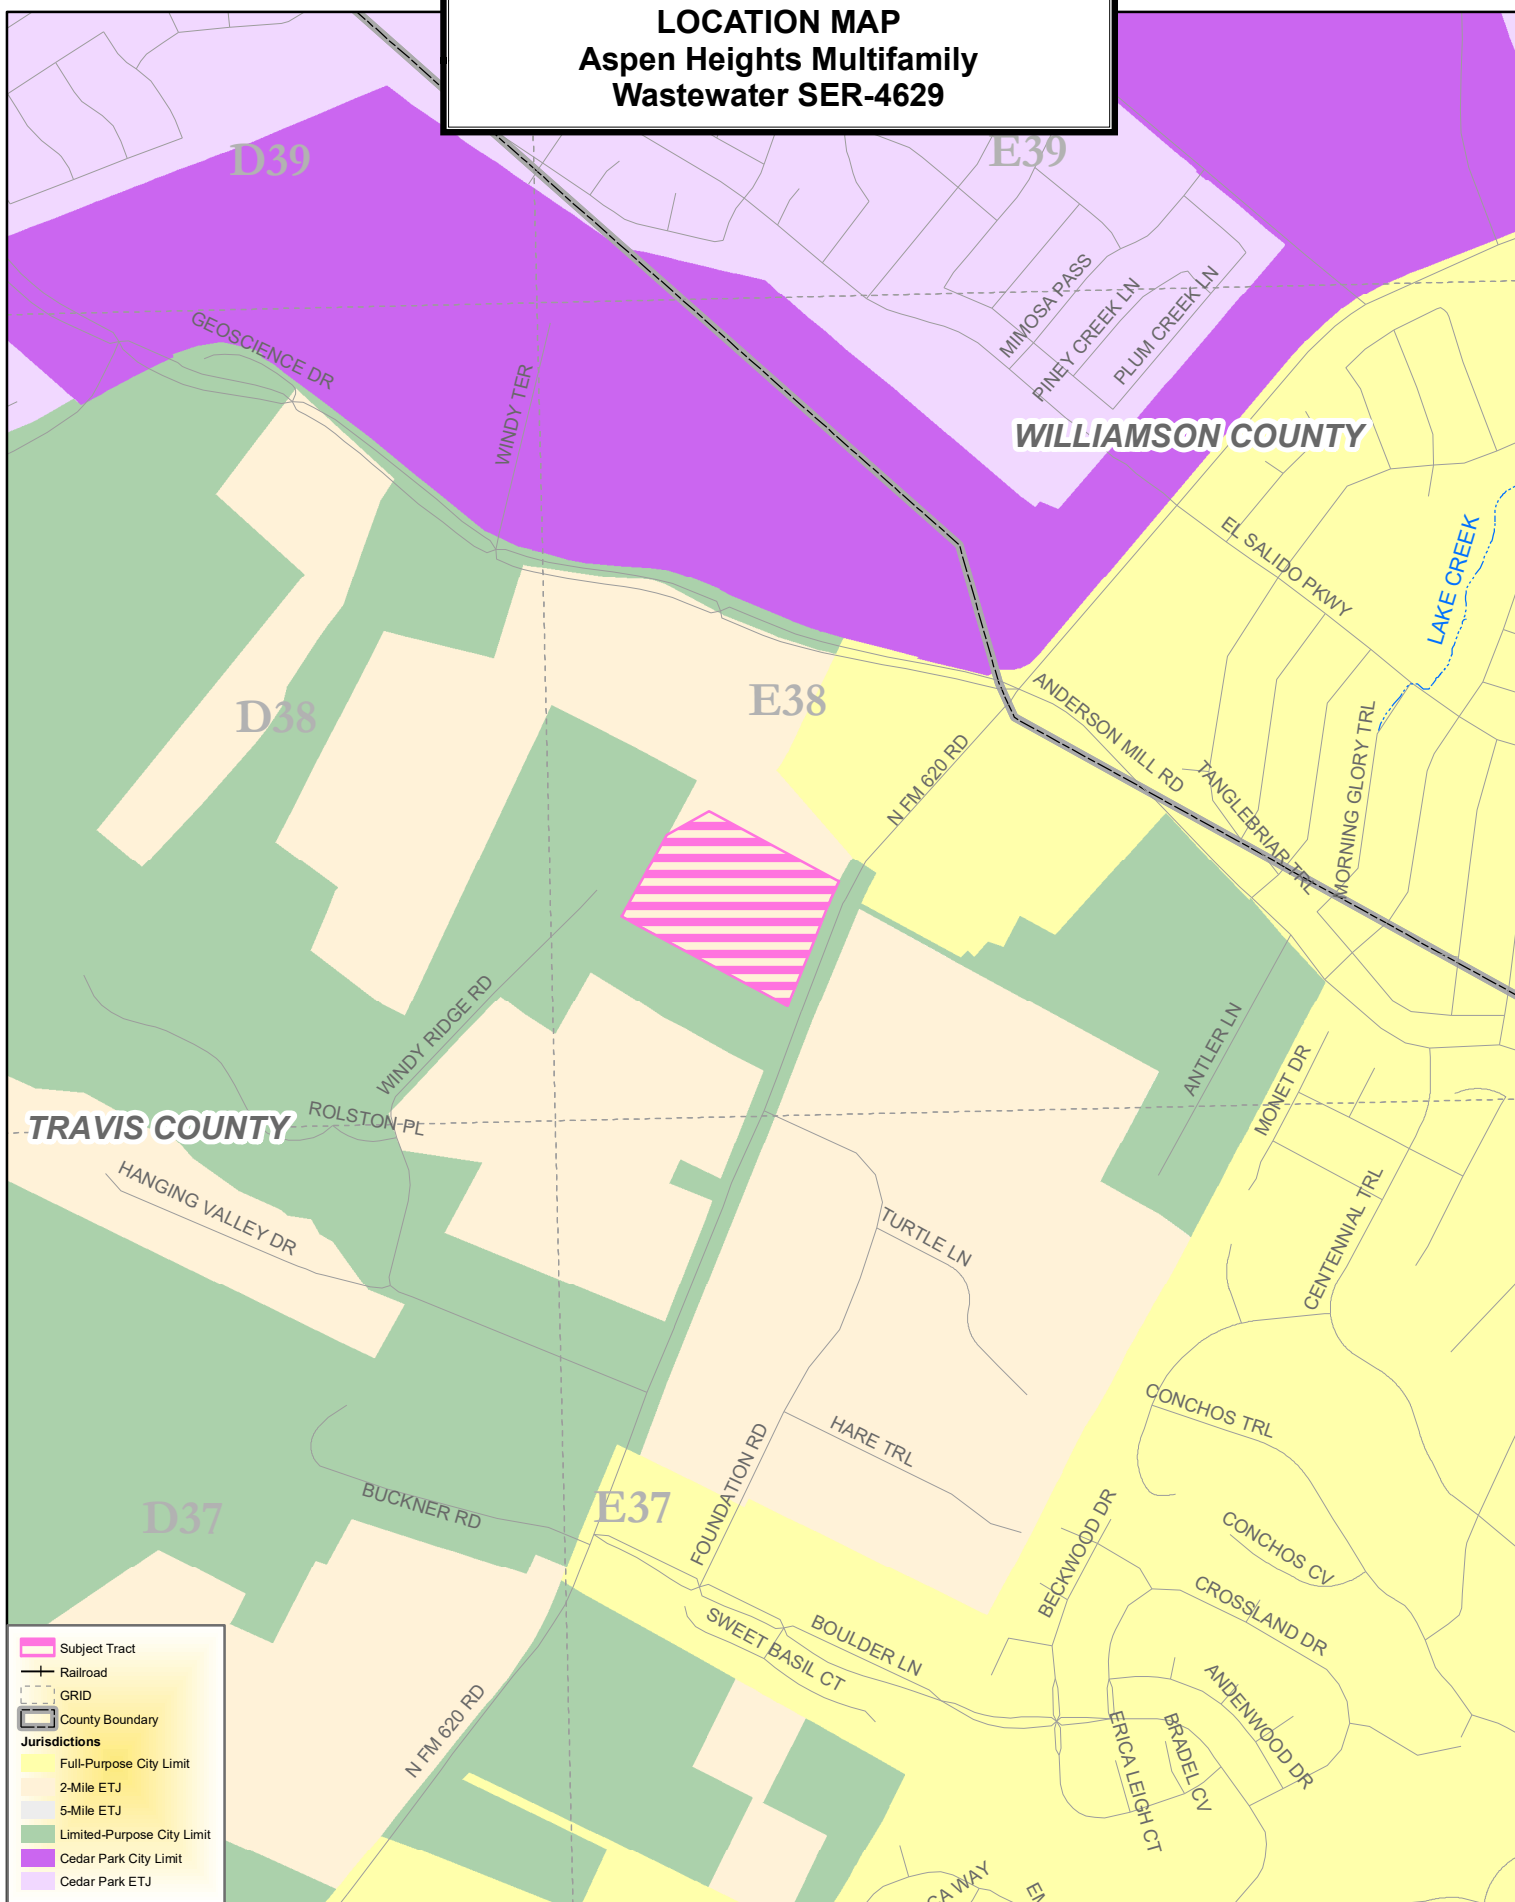 LOCATION MAP
Aspen Heights Multifamily
Wastewater SER-4629
D39
E39
GEOSCIENCE DR
WINDY TER
MIMOSA PASS
PINEY CREEK LN
PLUM CREEK LN
WILLIAMSON COUNTY
EL SALIDO PKWY
LAKE CREEK
D38
E38
N FM 620 RD
ANDERSON MILL RD
TANGLEBRIAR TRL
MORNING GLORY TRL
WINDY RIDGE RD
ROLSTON PL
TRAVIS COUNTY
HANGING VALLEY DR
ANTLER LN
MONET DR
CENTENNIAL TRL
TURTLE LN
HARE TRL
FOUNDATION RD
CONCHOS TRL
CONCHOS CV
D37
BUCKNER RD
E37
BECKWOOD DR
CROSSLAND DR
SWEET BASIL CT
BOULDER LN
ANDENWOOD DR
ERICA LEIGH CT
BRADEL CV
N FM 620 RD
CA WAY
Subject Tract
Railroad
GRID
County Boundary
Jurisdictions
Full-Purpose City Limit
2-Mile ETJ
5-Mile ETJ
Limited-Purpose City Limit
Cedar Park City Limit
Cedar Park ETJ